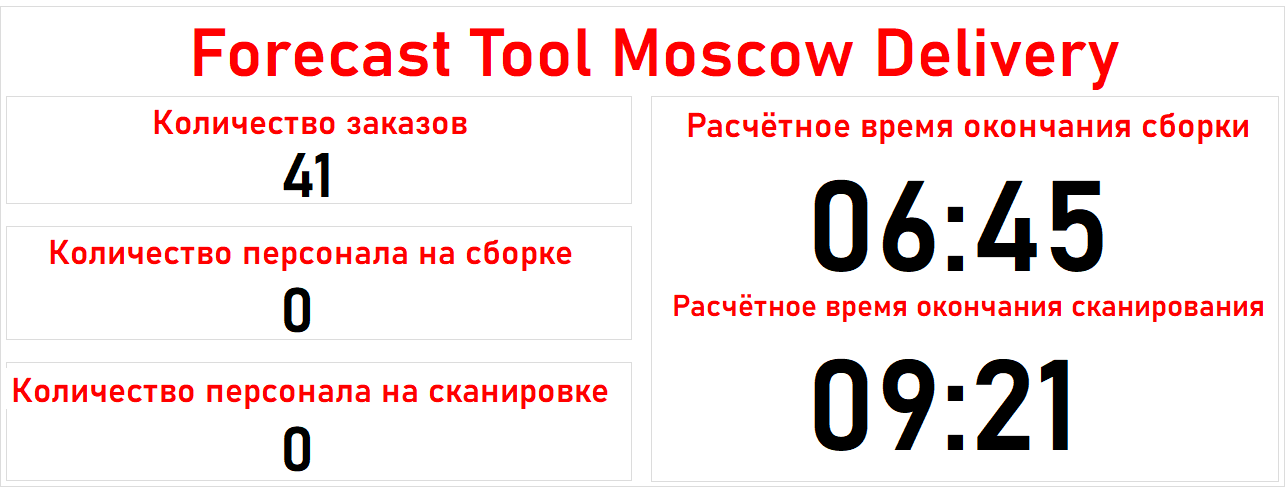 Forecast Tool Moscow Delivery
Количество заказов
41
Количество персонала на сборке
0
Количество персонала на сканировке
0
Расчётное время окончания сборки
06:45
Расчётное время окончания сканирования
09:21